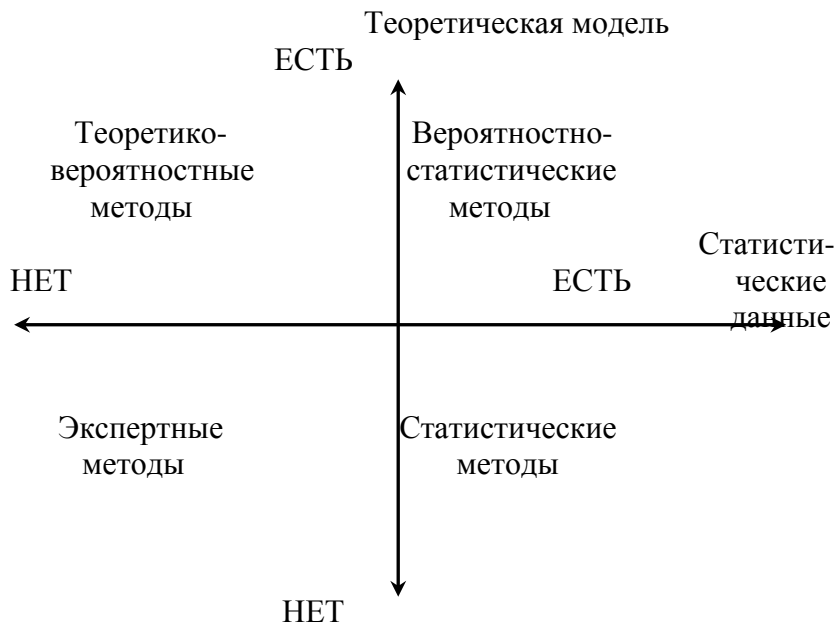 Теоретическая модель
ЕСТЬ
Теоретико-
вероятностные
методы
Вероятностно-
статистические
методы
Статисти-
ческие
данные
НЕТ
ЕСТЬ
Экспертные
методы
Статистические
методы
НЕТ